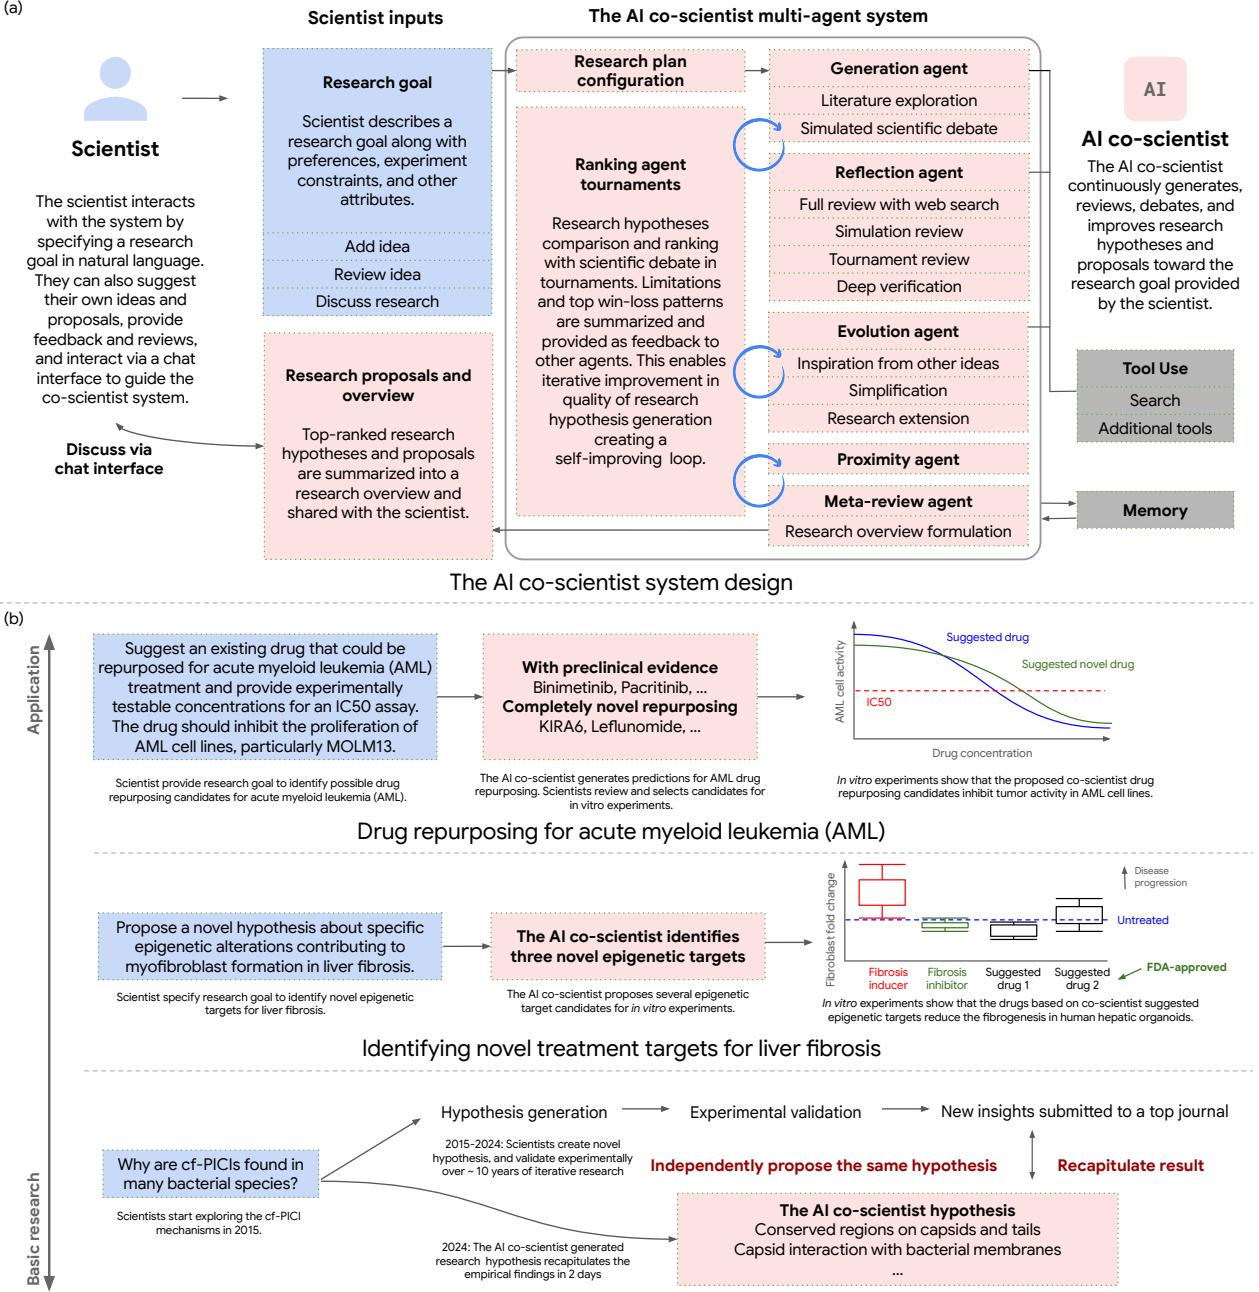 (a)
Scientist inputs
The AI co-scientist multi-agent system
Scientist
The scientist interacts
with the system by
specifying a research
goal in natural language.
They can also suggest
their own ideas and
proposals, provide
feedback and reviews,
and interact via a chat
interface to guide the
co-scientist system.
Discuss via
chat interface
Research goal
Scientist describes a
research goal along with
preferences, experiment
constraints, and other
attributes.
Add idea
Review idea
Discuss research
Research proposals and
overview
Top-ranked research
hypotheses and proposals
are summarized into a
research overview and
shared with the scientist.
Research plan
configuration
Ranking agent
tournaments
Research hypotheses
comparison and ranking
with scientific debate in
tournaments. Limitations
and top win-loss patterns
are summarized and
provided as feedback to
other agents. This enables
iterative improvement in
quality of research
hypothesis generation
creating a
self-improving loop.
Generation agent
Literature exploration
Simulated scientific debate
Reflection agent
Full review with web search
Simulation review
Tournament review
Deep verification
Evolution agent
Inspiration from other ideas
Simplification
Research extension
Proximity agent
Meta-review agent
Research overview formulation
AI
AI co-scientist
The AI co-scientist
continuously generates,
reviews, debates, and
improves research
hypotheses and
proposals toward the
research goal provided
by the scientist.
Tool Use
Search
Additional tools
Memory
The AI co-scientist system design
(b)
Application
Basic research
Suggest an existing drug that could be
repurposed for acute myeloid leukemia (AML)
treatment and provide experimentally
testable concentrations for an IC50 assay.
The drug should inhibit the proliferation of
AML cell lines, particularly MOLM13.
Scientist provide research goal to identify possible drug
repurposing candidates for acute myeloid leukemia (AML).
With preclinical evidence
Binimetinib, Pacritinib, ...
Completely novel repurposing
KIRA6, Leflunomide, ...
The AI co-scientist generates predictions for AML drug
repurposing. Scientists review and selects candidates for
in vitro experiments.
AML cell activity
Suggested drug
Suggested novel drug
IC50
Drug concentration
In vitro experiments show that the proposed co-scientist drug
repurposing candidates inhibit tumor activity in AML cell lines.
Drug repurposing for acute myeloid leukemia (AML)
Propose a novel hypothesis about specific
epigenetic alterations contributing to
myofibroblast formation in liver fibrosis.
Scientist specify research goal to identify novel epigenetic
targets for liver fibrosis.
The AI co-scientist identifies
three novel epigenetic targets
The AI co-scientist proposes several epigenetic
target candidates for in vitro experiments.
Fibroblast fold change
Disease
progression
Untreated
Fibrosis
inducer
Fibrosis
inhibitor
Suggested
drug 1
Suggested
drug 2
FDA-approved
In vitro experiments show that the drugs based on co-scientist suggested
epigenetic targets reduce the fibrogenesis in human hepatic organoids.
Identifying novel treatment targets for liver fibrosis
Why are cf-PICIs found in
many bacterial species?
Scientists start exploring the cf-PICI
mechanisms in 2015.
Hypothesis generation
Experimental validation
New insights submitted to a top journal
2015-2024: Scientists create novel
hypothesis, and validate experimentally
over ~ 10 years of iterative research
Independently propose the same hypothesis
Recapitulate result
2024: The AI co-scientist generated
research hypothesis recapitulates the
empirical findings in 2 days
The AI co-scientist hypothesis
Conserved regions on capsids and tails
Capsid interaction with bacterial membranes
...